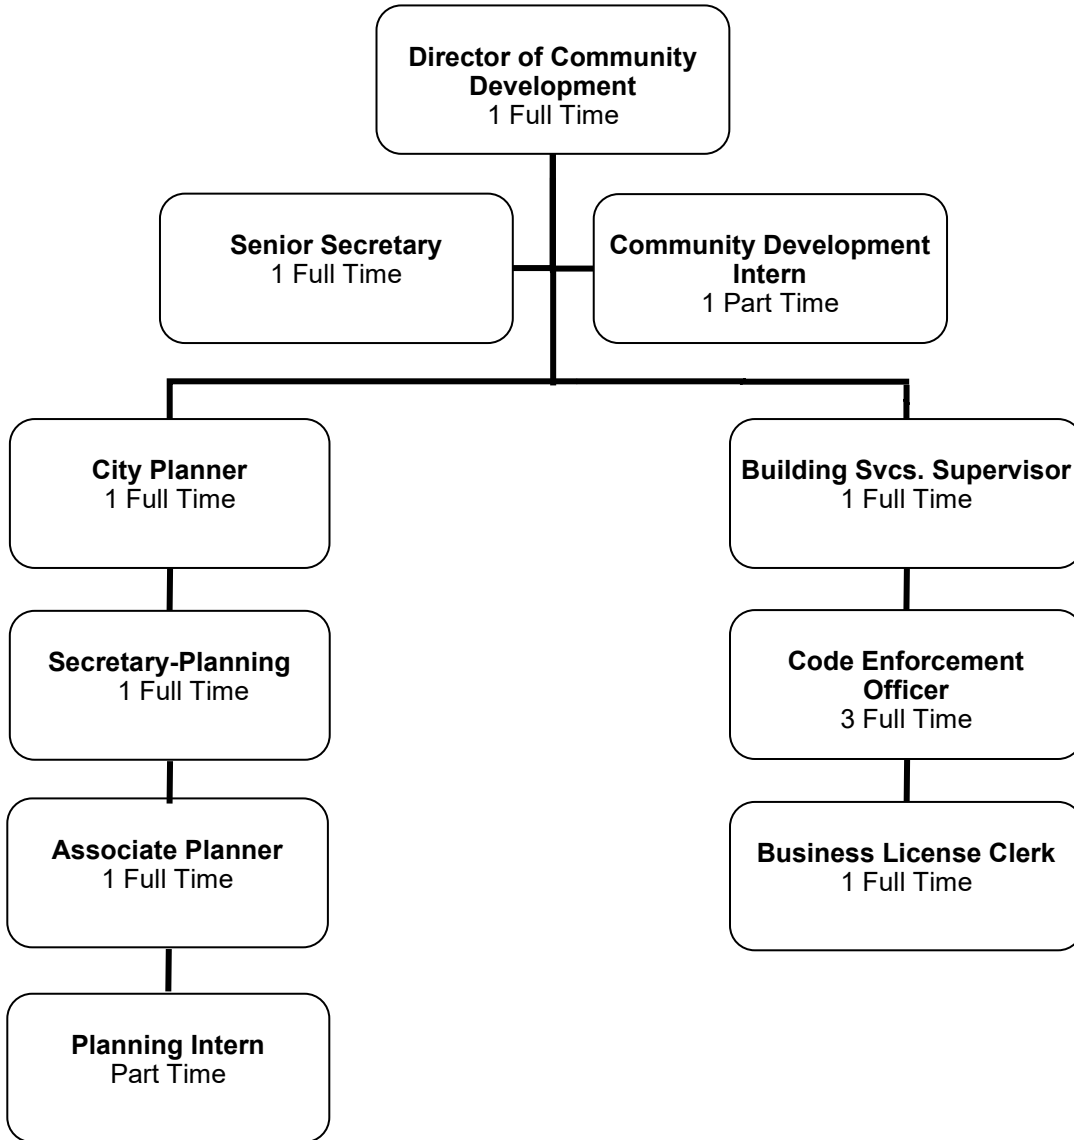 Director of Community
Development
1 Full Time
Senior Secretary
1 Full Time
Community Development
Intern
1 Part Time
City Planner
1 Full Time
Building Svcs. Supervisor
1 Full Time
Secretary-Planning
1 Full Time
Code Enforcement
Officer
3 Full Time
Associate Planner
1 Full Time
Business License Clerk
1 Full Time
Planning Intern
Part Time